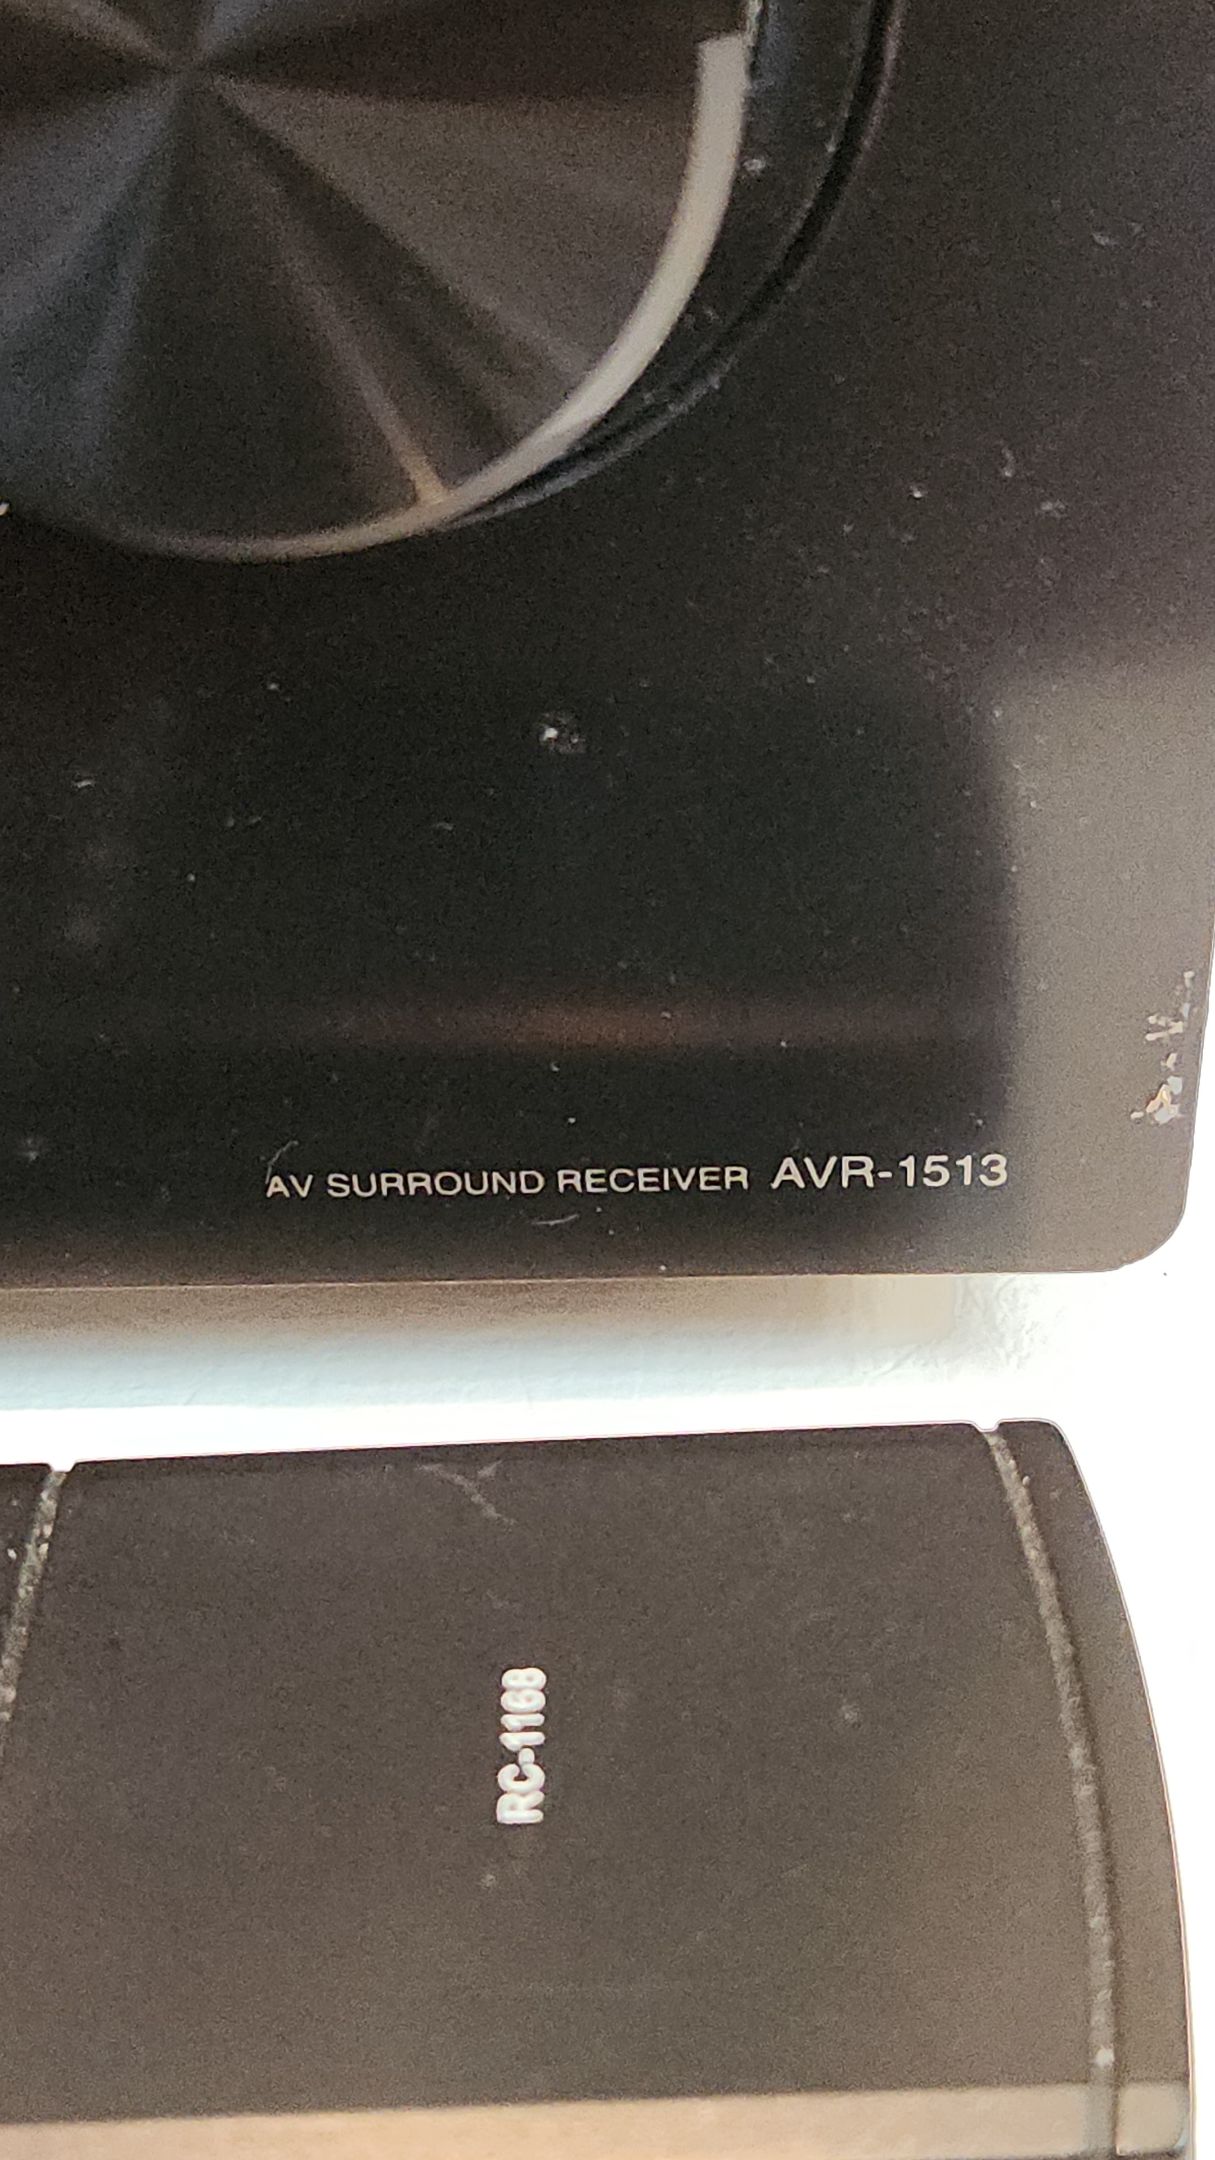 AV SURROUND RECEIVER AVR-1513
RC-1168